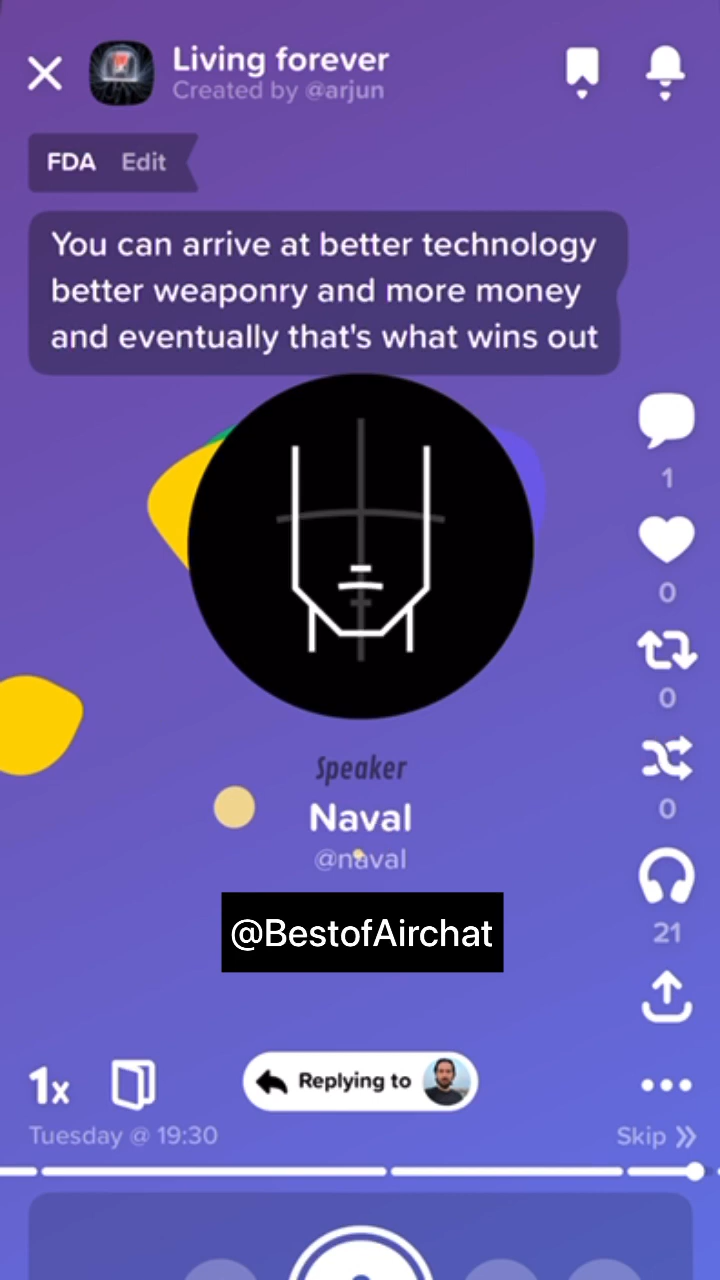 Living forever
Created by @arjun
FDA Edit
You can arrive at better technology
better weaponry and more money
and eventually that's what wins out
1
0
0
0
21
Speaker
Naval
@naval
@BestofAirchat
1x
Replying to
Tuesday @ 19:30
Skip